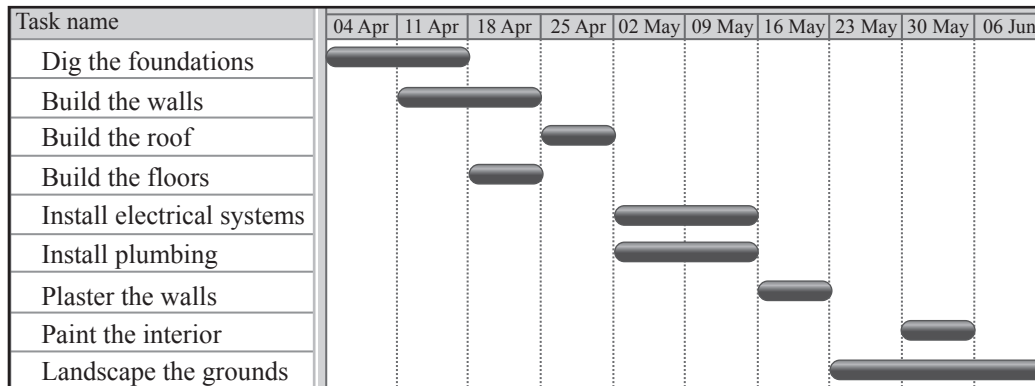 Task name
04 Apr 11 Apr 18 Apr 25 Apr 02 May 09 May 16 May 23 May 30 May 06 Jun
Dig the foundations
Build the walls
Build the roof
Build the floors
Install electrical systems
Install plumbing
Plaster the walls
Paint the interior
Landscape the grounds